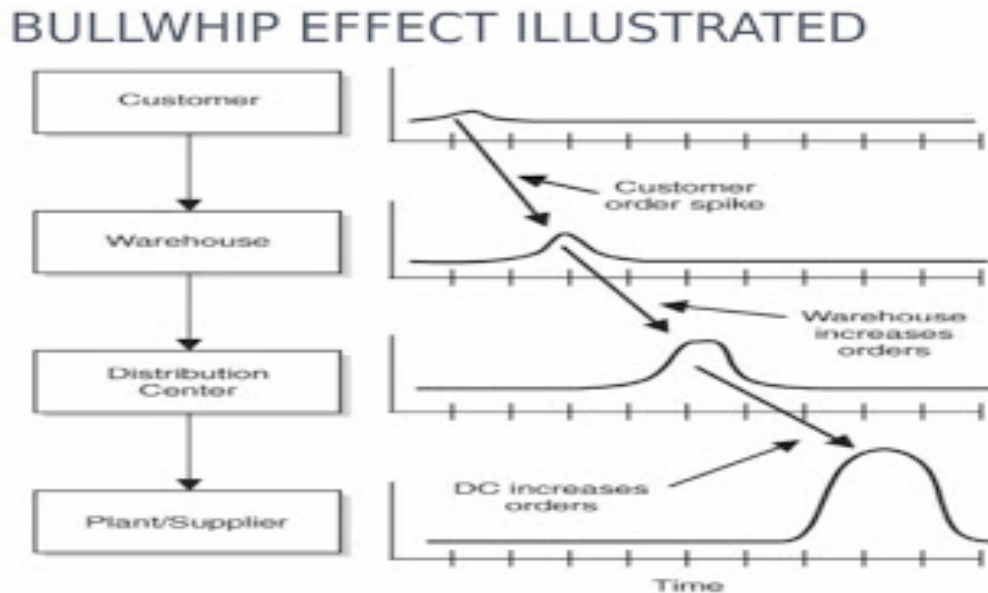 BULLWHIP EFFECT ILLUSTRATED
Customer
Customer
order spike
Warehouse
Warehouse
increases
orders
Distribution
Center
DC increases
orders
Plant/Supplier
Time